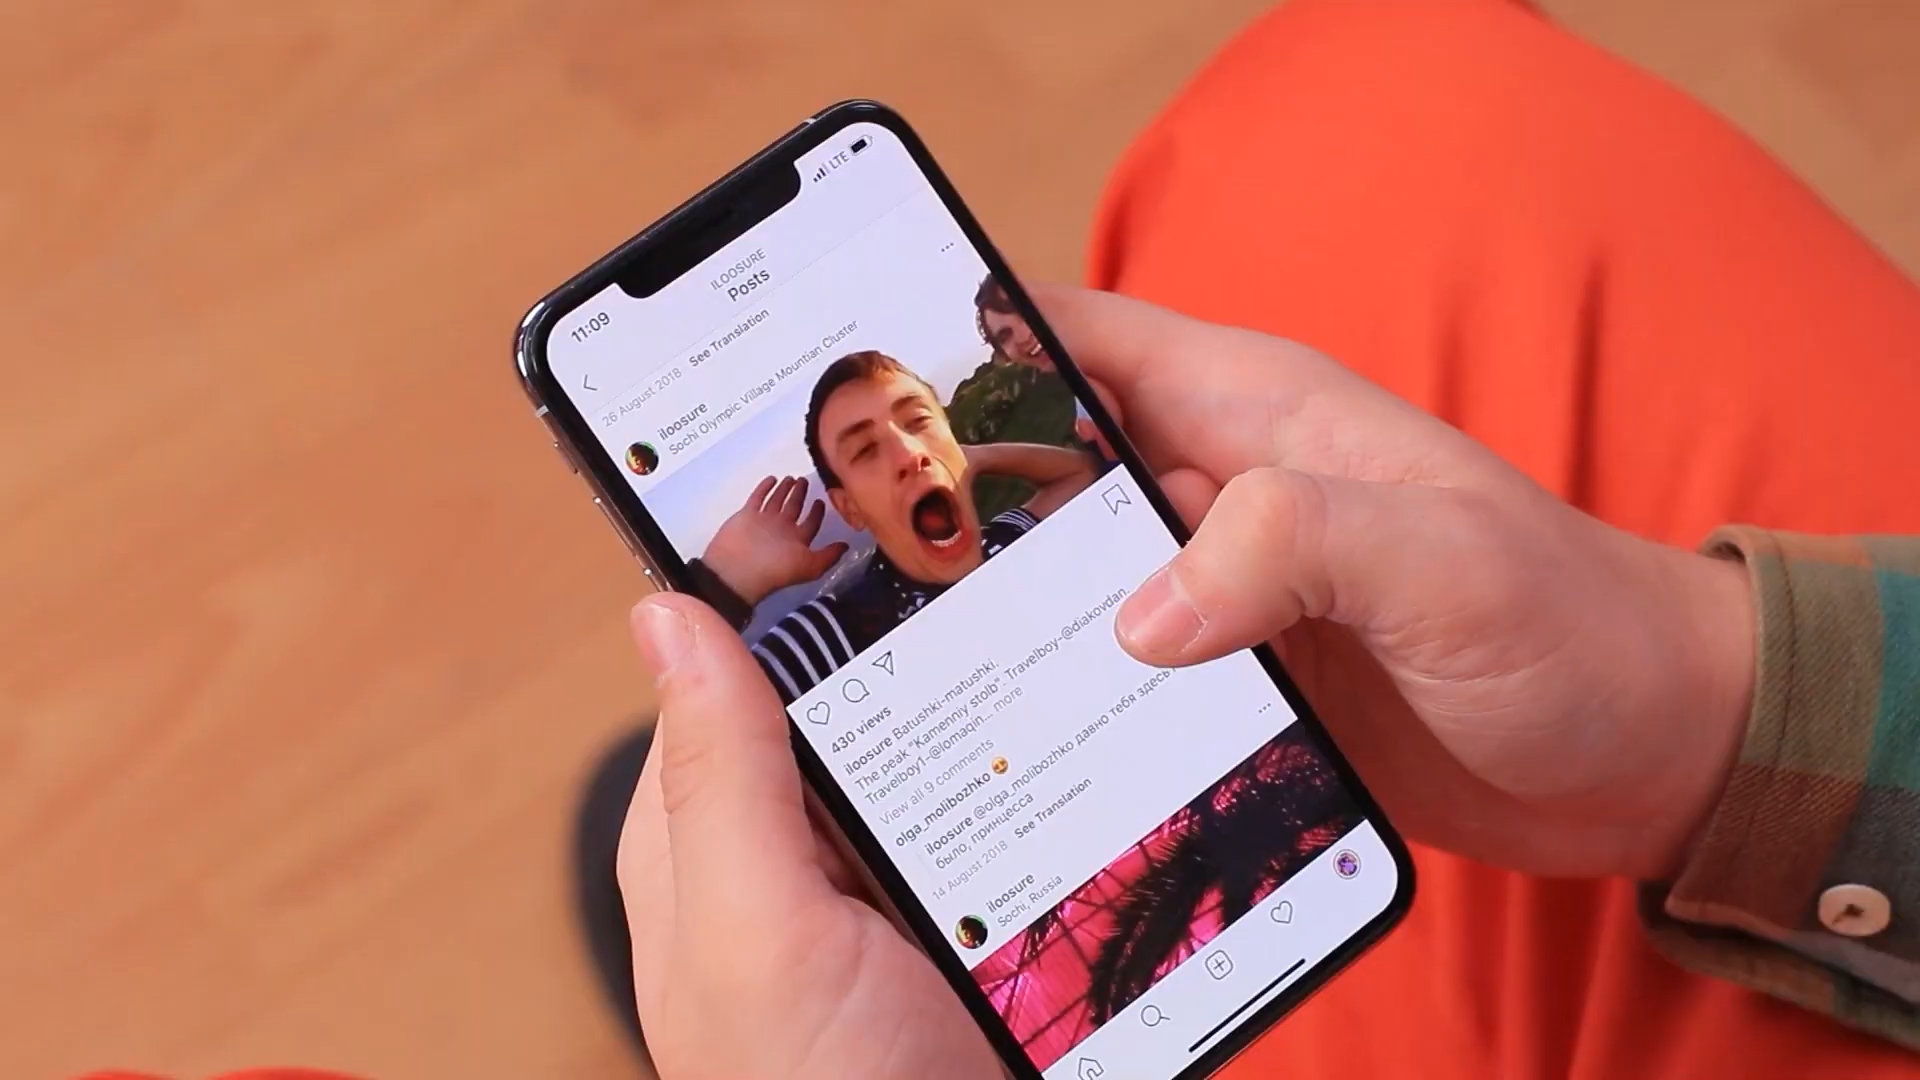 LTE
11:09
ILOOSURE
Posts
See Translation
26 August 2018
iloosure
Sochi Olympic Village Mountian Cluster
430 views
iloosure Batushki-matushki.
The peak "Kamenniy stolb". Travelboy-@diakovdan.
Travelboy1-@lomaqin... more
View all 9 comments
olga_molibozhko 😍
iloosure @olga_molibozhko давно тебя здесь
было, принцесса
14 August 2018 See Translation
iloosure
Sochi, Russia